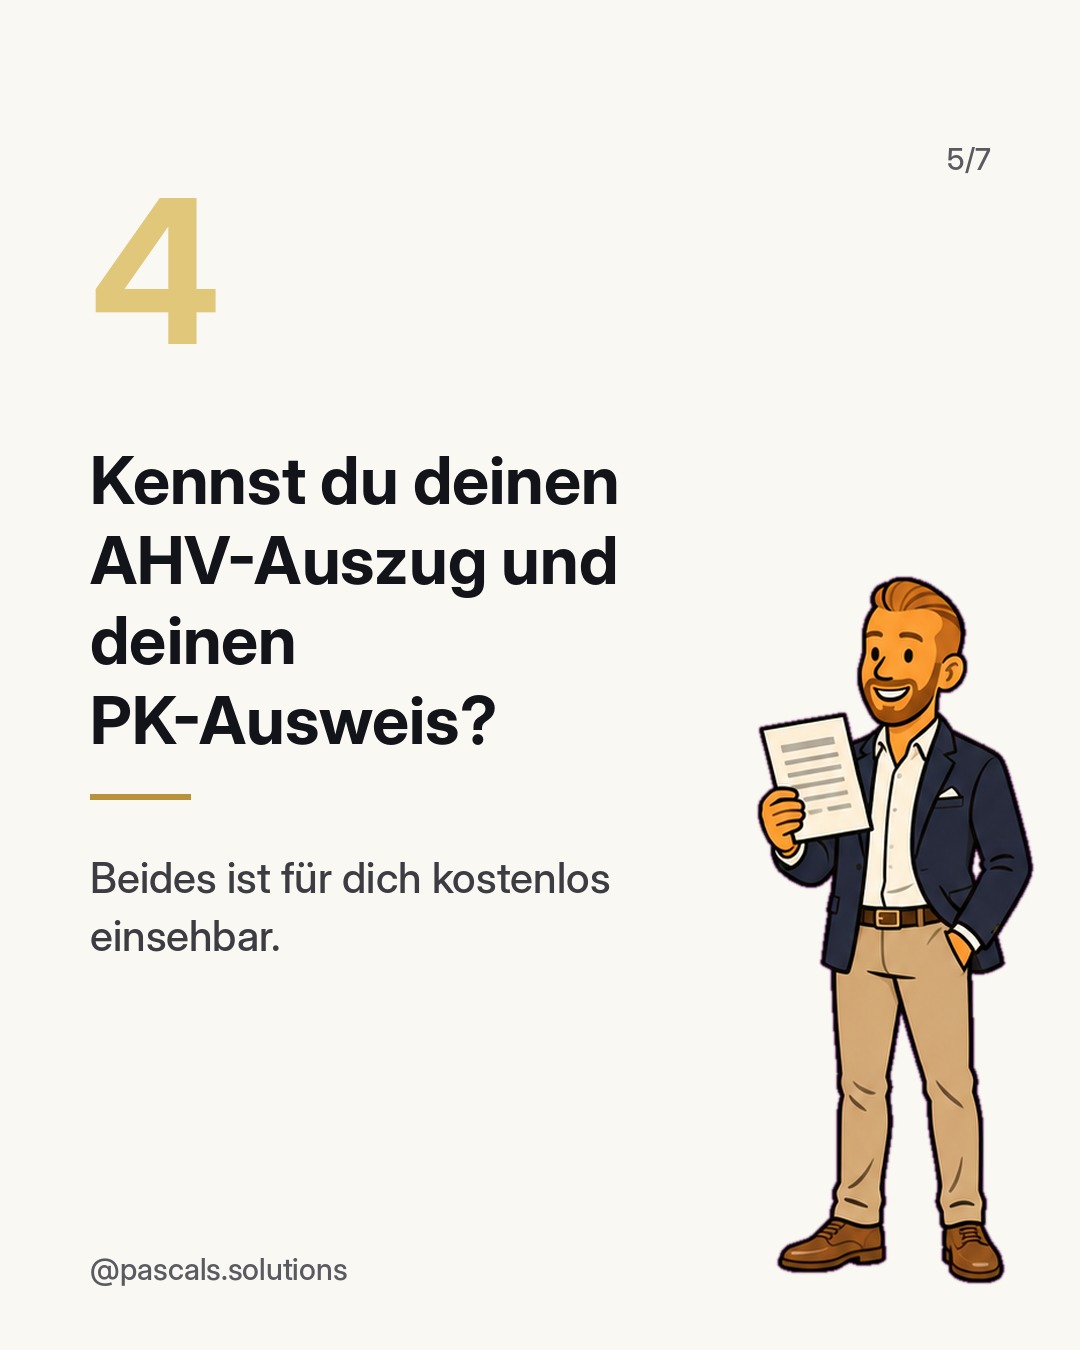 5/7
4
Kennst du deinen
AHV-Auszug und
deinen
PK-Ausweis?
Beides ist für dich kostenlos
einsehbar.
@pascals.solutions